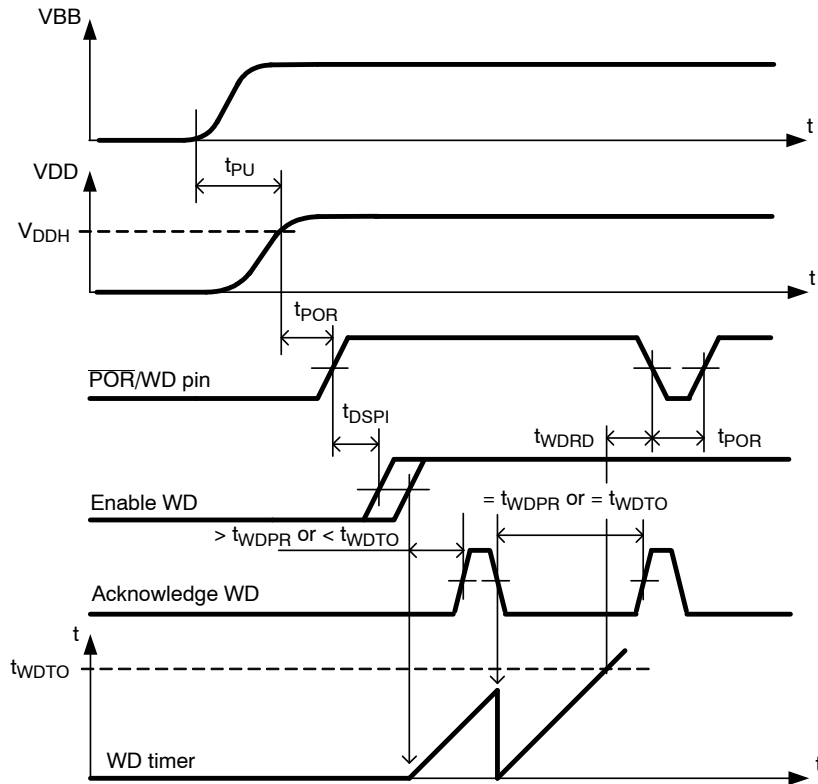 VBB
t
tPU
VDD
VDDH
t
tPOR
POR/WD pin
tDSPI
tWDRD
tPOR
Enable WD
= tWDPR or = tWDTO
> tWDPR or < tWDTO
Acknowledge WD
t
tWDTO
WD timer
t